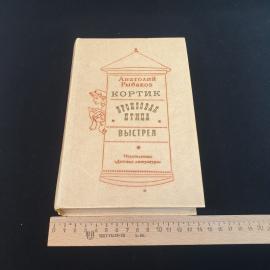 Анатолий
Рыбаков
КОРТИК
БРОНЗОВАЯ
ПТИЦА
ВЫСТРЕЛ
Издательство
«Детская литература»